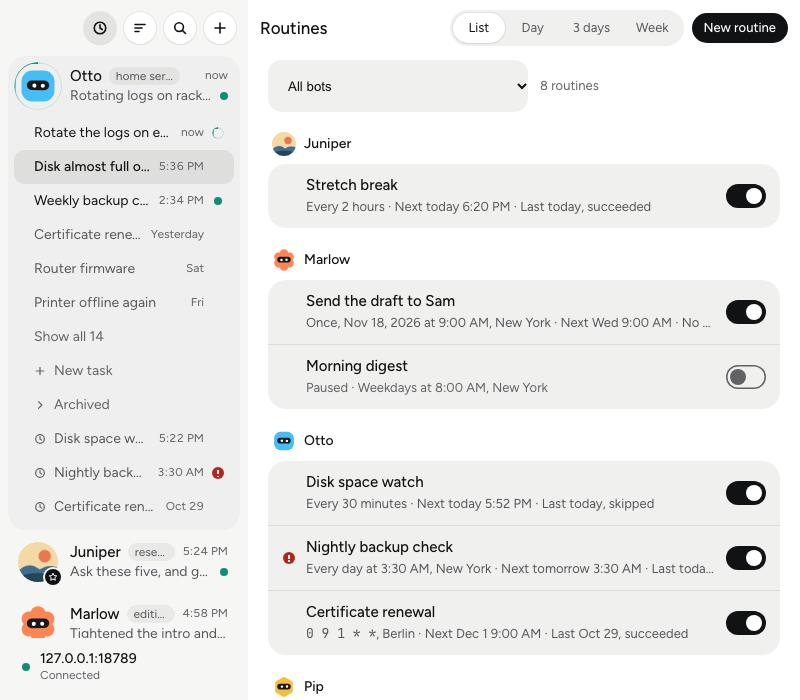 Otto home ser... now
Rotating logs on rack...
Rotate the logs on e... now
Disk almost full o... 5:36 PM
Weekly backup c... 2:34 PM
Certificate rene... Yesterday
Router firmware Sat
Printer offline again Fri
Show all 14
New task
Archived
Disk space w... 5:22 PM
Nightly back... 3:30 AM
Certificate ren... Oct 29
Juniper rese... 5:24 PM
Ask these five, and g...
Marlow editi... 4:58 PM
Tightened the intro and...
127.0.0.1:18789
Connected
Routines
List Day 3 days Week
New routine
All bots
8 routines
Juniper
Stretch break
Every 2 hours · Next today 6:20 PM · Last today, succeeded
Marlow
Send the draft to Sam
Once, Nov 18, 2026 at 9:00 AM, New York · Next Wed 9:00 AM · No ...
Morning digest
Paused · Weekdays at 8:00 AM, New York
Otto
Disk space watch
Every 30 minutes · Next today 5:52 PM · Last today, skipped
Nightly backup check
Every day at 3:30 AM, New York · Next tomorrow 3:30 AM · Last toda...
Certificate renewal
0 9 1 * *, Berlin · Next Dec 1 9:00 AM · Last Oct 29, succeeded
Pip